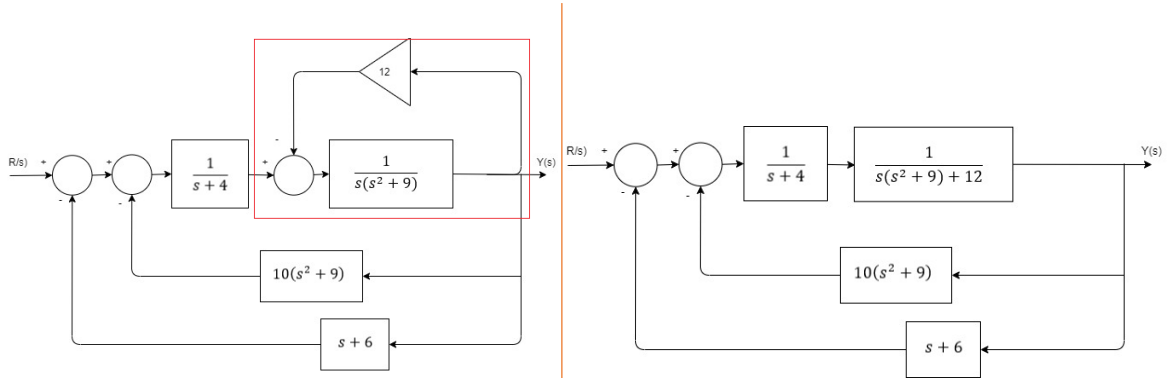 12
-
R/s)
+
+
1
s + 4
+
1
s(s² + 9)
Y(s)
-
-
10(s² + 9)
s + 6
R/s)
+
+
1
s + 4
1
s(s² + 9) + 12
Y(s)
-
-
10(s² + 9)
s + 6